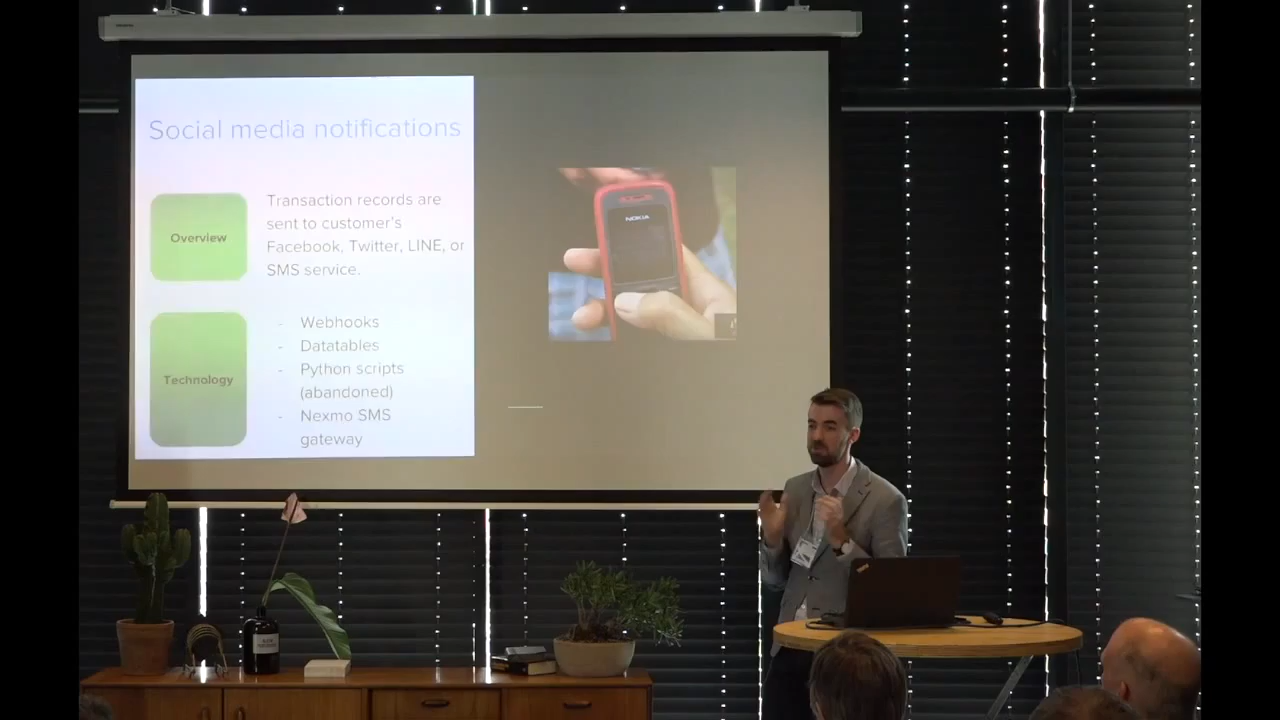 Social media notifications
Overview
Transaction records are
sent to customer's
Facebook, Twitter, LINE, or
SMS service.
Technology
- Webhooks
- Datatables
- Python scripts
(abandoned)
- Nexmo SMS
gateway
NOKIA